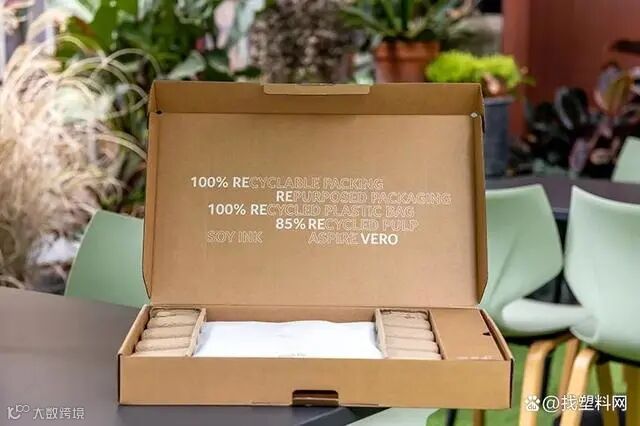 100% RECYCLABLE PACKING
REPURPOSED PACKAGING
100% RECYCLED PLASTIC BAG
85% RECYCLED PULP
SOY INK ASPIRE VERO
大数跨境
@找塑料网